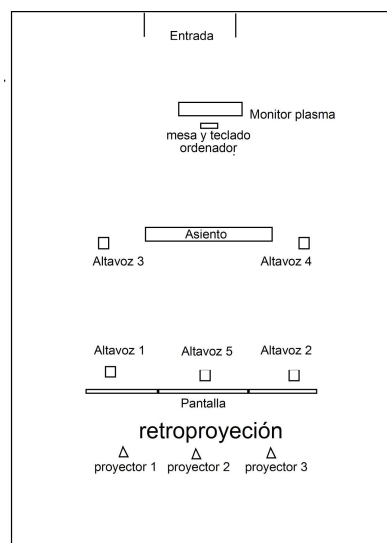 Entrada
Monitor plasma
mesa y teclado
ordenador
Asiento
Altavoz 3
Altavoz 4
Altavoz 1
Altavoz 5
Altavoz 2
Pantalla
retroproyeción
proyector 1
proyector 2
proyector 3